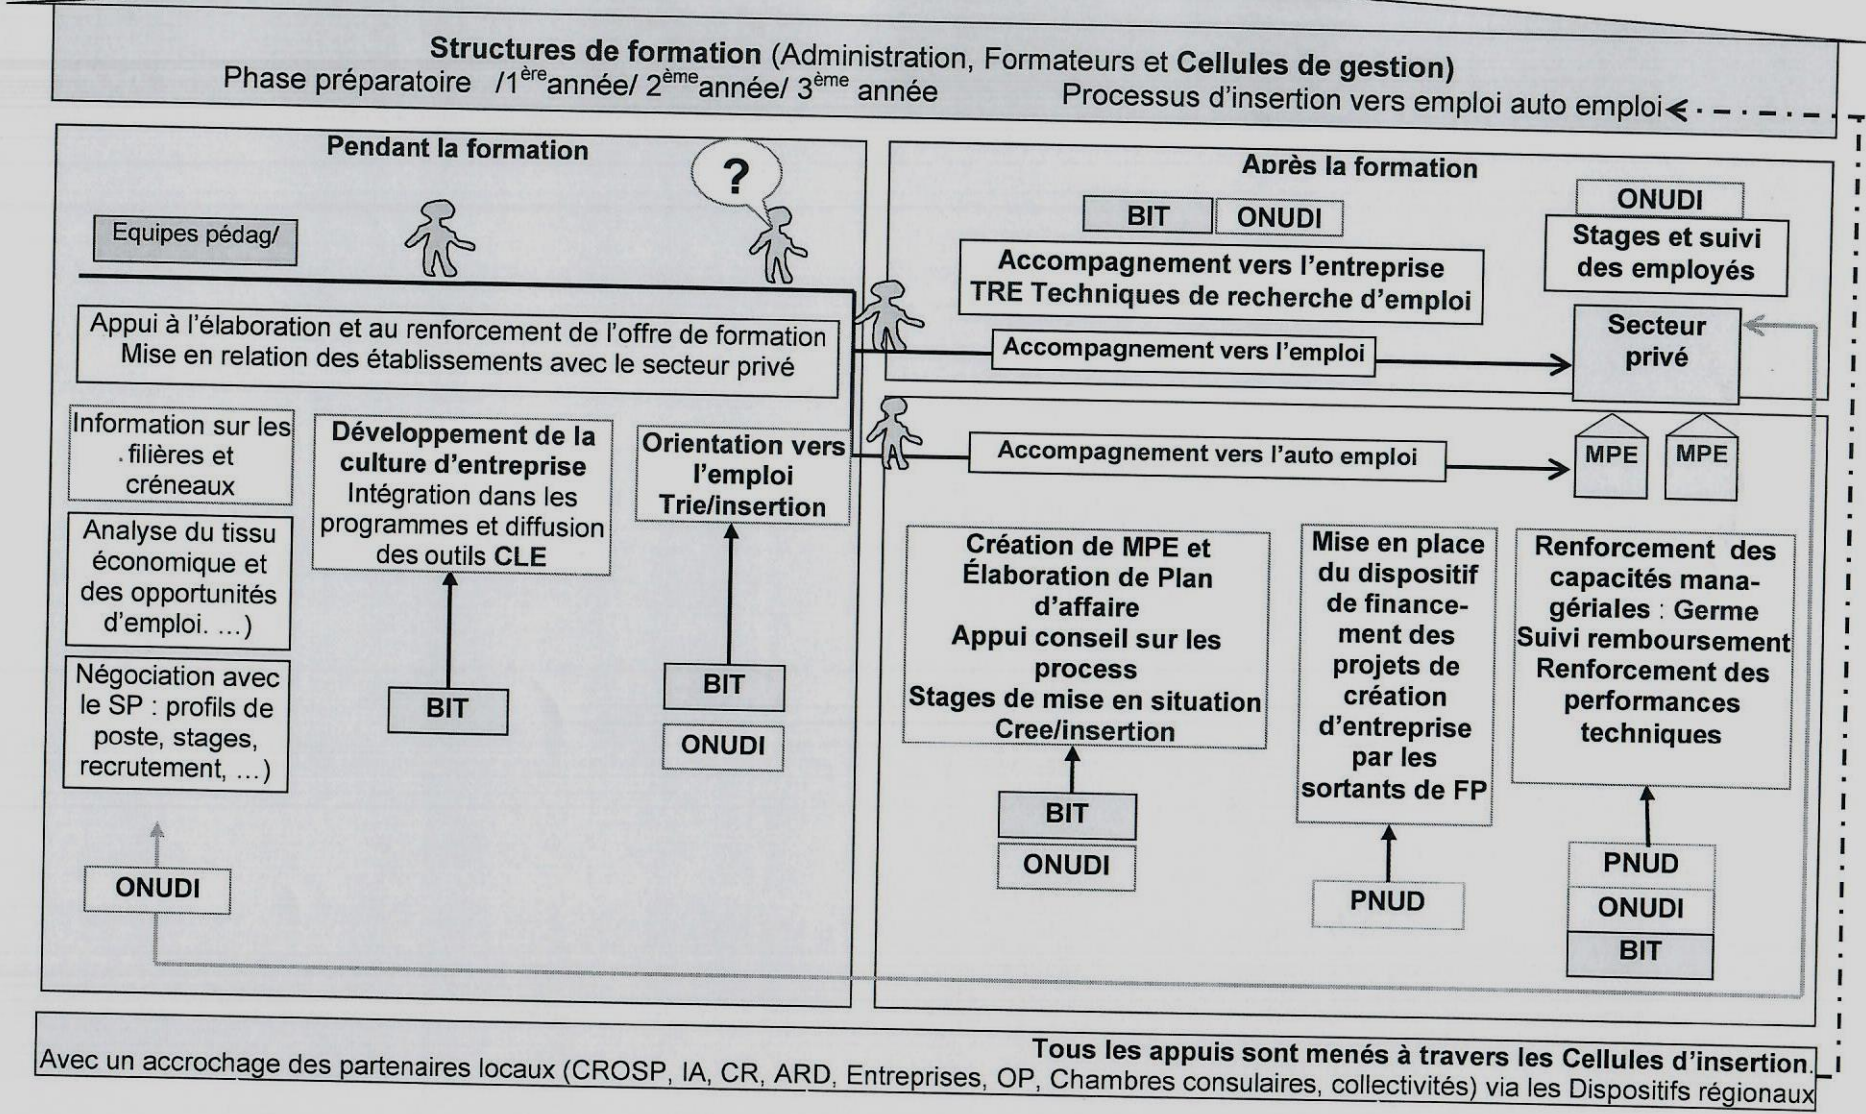 Structures de formation (Administration, Formateurs et Cellules de gestion)
Phase préparatoire /1ère année/ 2ème année/ 3ème année Processus d'insertion vers emploi auto emploi
Pendant la formation
?
Equipes pédag/
Appui à l'élaboration et au renforcement de l'offre de formation
Mise en relation des établissements avec le secteur privé
Information sur les
filières et
créneaux
Analyse du tissu
économique et
des opportunités
d'emploi. ...)
Négociation avec
le SP : profils de
poste, stages,
recrutement, ...)
ONUDI
Développement de la
culture d'entreprise
Intégration dans les
programmes et diffusion
des outils CLE
BIT
Orientation vers
l'emploi
Trie/insertion
BIT
ONUDI
Après la formation
BIT ONUDI
Accompagnement vers l'entreprise
TRE Techniques de recherche d'emploi
Accompagnement vers l'emploi
ONUDI
Stages et suivi
des employés
Secteur
privé
Accompagnement vers l'auto emploi
MPE MPE
Création de MPE et
Élaboration de Plan
d'affaire
Appui conseil sur les
process
Stages de mise en situation
Cree/insertion
BIT
ONUDI
Mise en place
du dispositif
de finance-
ment des
projets de
création
d'entreprise
par les
sortants de FP
PNUD
Renforcement des
capacités mana-
gériales : Germe
Suivi remboursement
Renforcement des
performances
techniques
PNUD
ONUDI
BIT
Tous les appuis sont menés à travers les Cellules d'insertion.
Avec un accrochage des partenaires locaux (CROSP, IA, CR, ARD, Entreprises, OP, Chambres consulaires, collectivités) via les Dispositifs régionaux